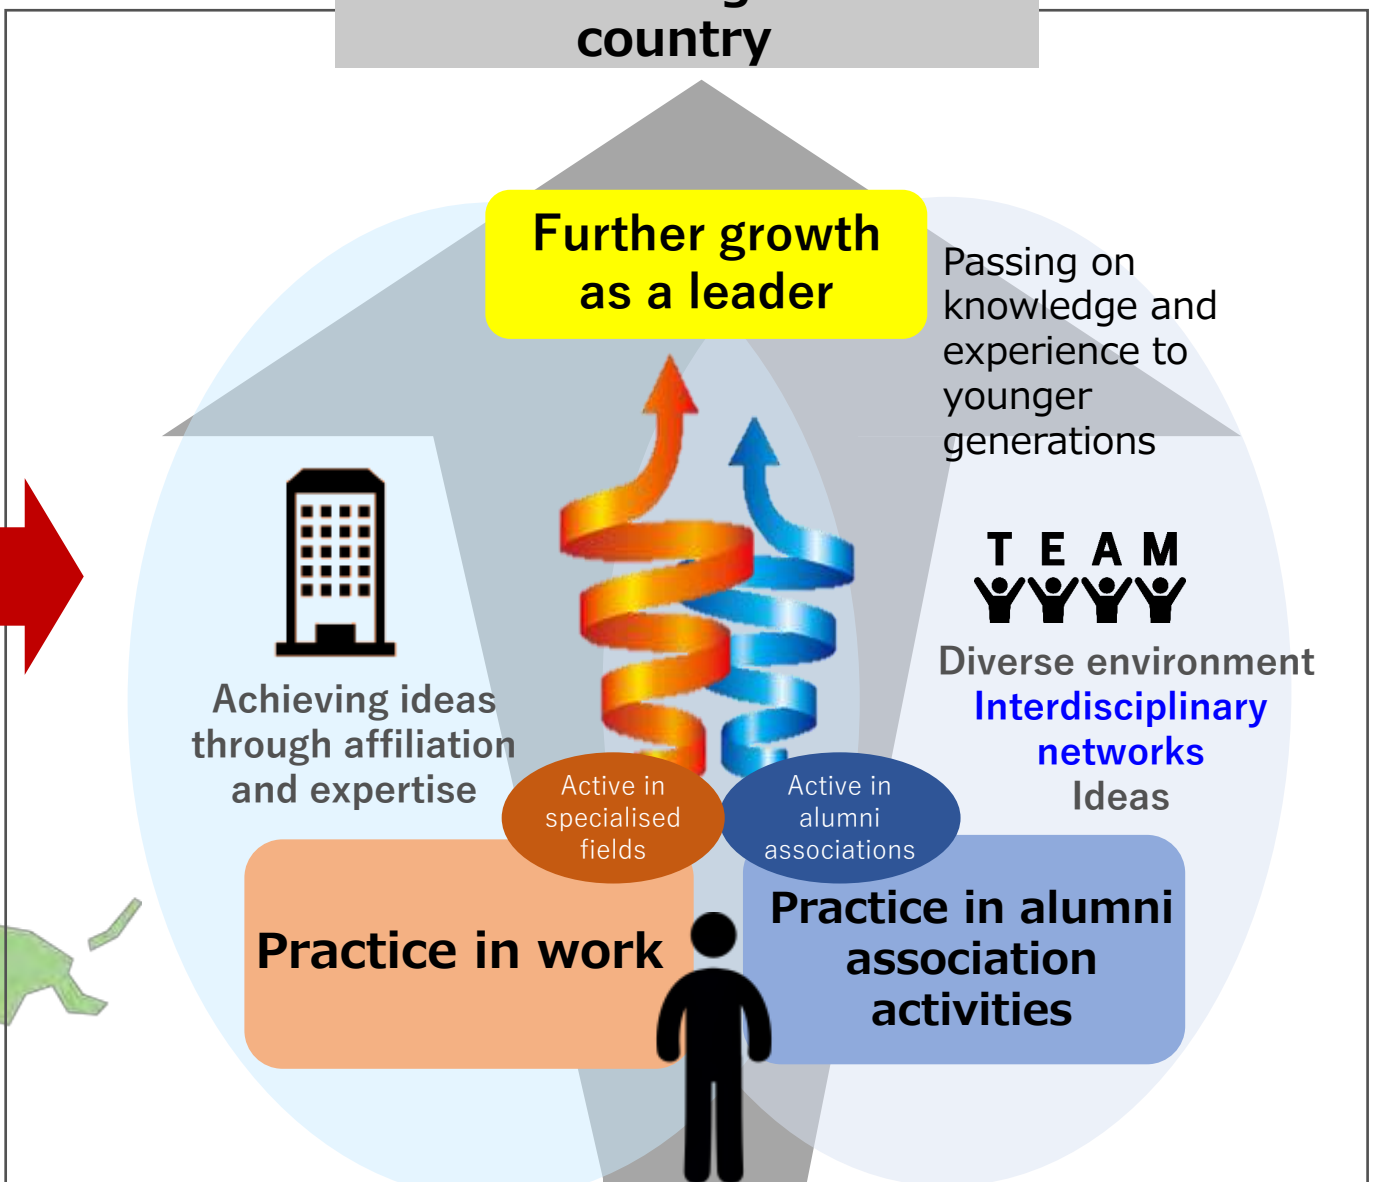 country
Further growth
as a leader
Passing on
knowledge and
experience to
younger
generations
TEAM
Diverse environment
Interdisciplinary
networks
Ideas
Achieving ideas
through affiliation
and expertise
Active in
specialised
fields
Active in
alumni
associations
Practice in work
Practice in alumni
association
activities